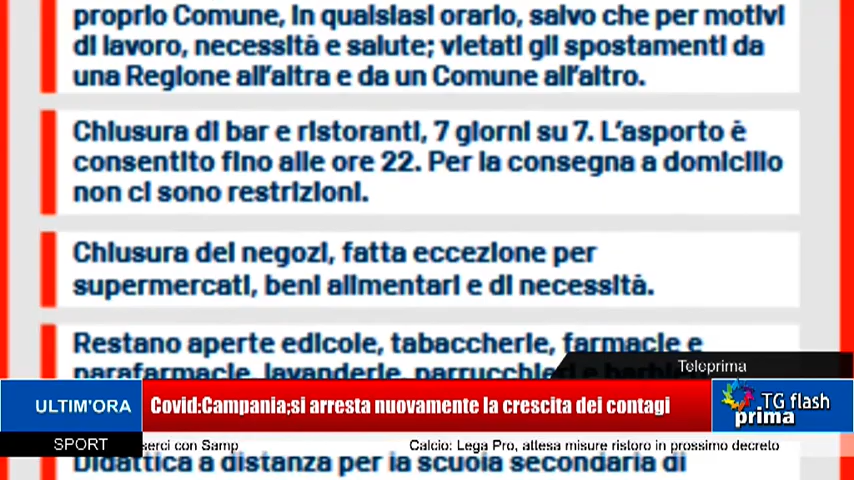 proprio Comune, in qualsiasi orario, salvo che per motivi
di lavoro, necessità e salute; vietati gli spostamenti da
una Regione all'altra e da un Comune all'altro.
Chiusura di bar e ristoranti, 7 giorni su 7. L'asporto è
consentito fino alle ore 22. Per la consegna a domicilio
non ci sono restrizioni.
Chiusura dei negozi, fatta eccezione per
supermercati, beni alimentari e di necessità.
Restano aperte edicole, tabaccherie, farmacie e
parafarmacie, lavanderie, parrucchieri e
Teleprima
ULTIM'ORA
Covid:Campania;si arresta nuovamente la crescita dei contagi
TG flash
prima
SPORT
serci con Samp
Calcio: Lega Pro, attesa misure ristoro in prossimo decreto
Didattica a distanza per la scuola secondaria di